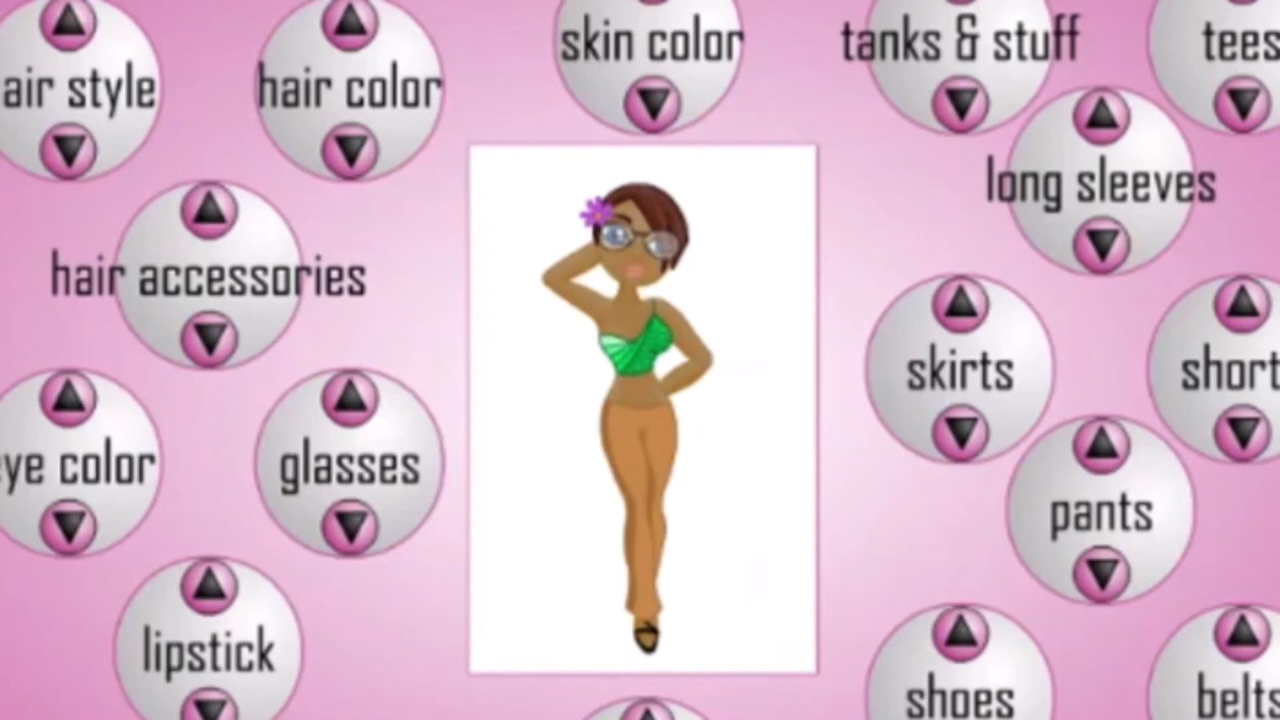 skin color
tanks & stuff
tees
air style
hair color
long sleeves
hair accessories
skirts
short
ye color
glasses
pants
lipstick
shoes
belts